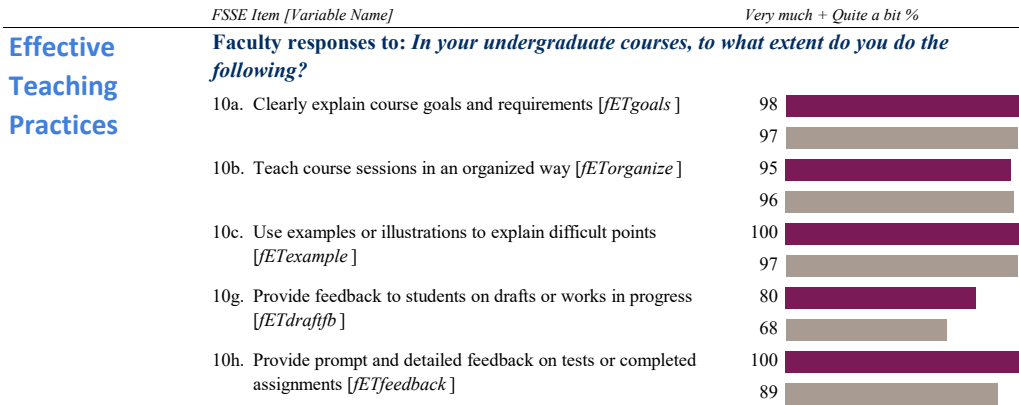 FSSE Item [Variable Name] Very much + Quite a bit %
Effective
Teaching
Practices
Faculty responses to: In your undergraduate courses, to what extent do you do the
following?
10a. Clearly explain course goals and requirements [fETgoals ] 98
97
10b. Teach course sessions in an organized way [fETorganize ] 95
96
10c. Use examples or illustrations to explain difficult points 100
[fETexample ] 97
10g. Provide feedback to students on drafts or works in progress 80
[fETdraftfb ] 68
10h. Provide prompt and detailed feedback on tests or completed 100
assignments [fETfeedback ] 89